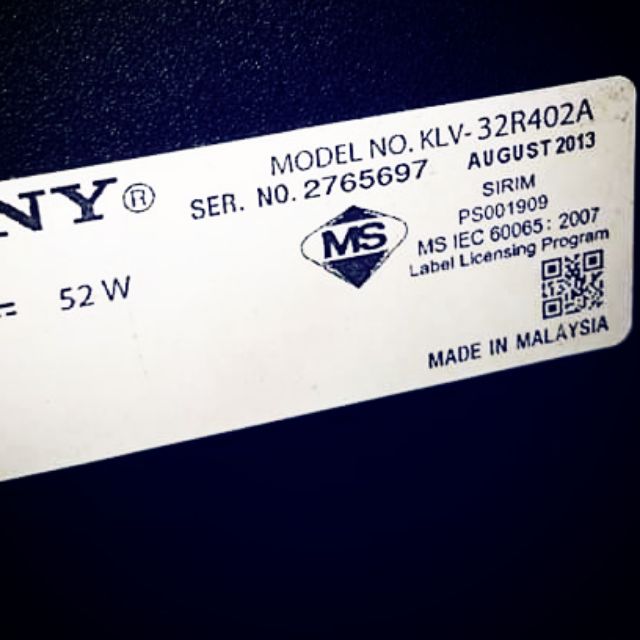 NY®
MODEL NO. KLV-32R402A
SER. NO. 2765697 AUGUST 2013
52 W
MS
SIRIM
PS001909
MS IEC 60065: 2007
Label Licensing Program
MADE IN MALAYSIA